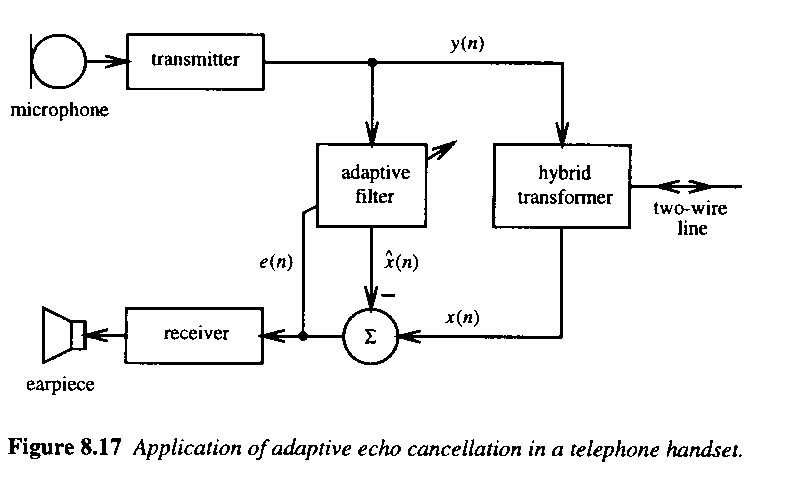 y(n)
transmitter
microphone
adaptive
filter
hybrid
transformer
two-wire
line
e(n)
x̂(n)
−
x(n)
receiver
Σ
earpiece
Figure 8.17 Application of adaptive echo cancellation in a telephone handset.